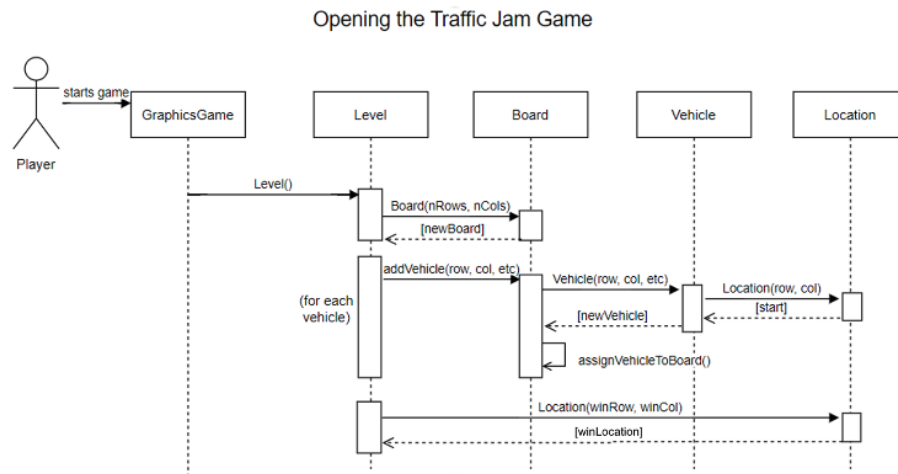 Opening the Traffic Jam Game
starts game
GraphicsGame
Level
Board
Vehicle
Location
Player
Level()
Board(nRows, nCols)
[newBoard]
addVehicle(row, col, etc)
Vehicle(row, col, etc)
Location(row, col)
(for each
vehicle)
[start]
[newVehicle]
assignVehicleToBoard()
Location(winRow, winCol)
[winLocation]